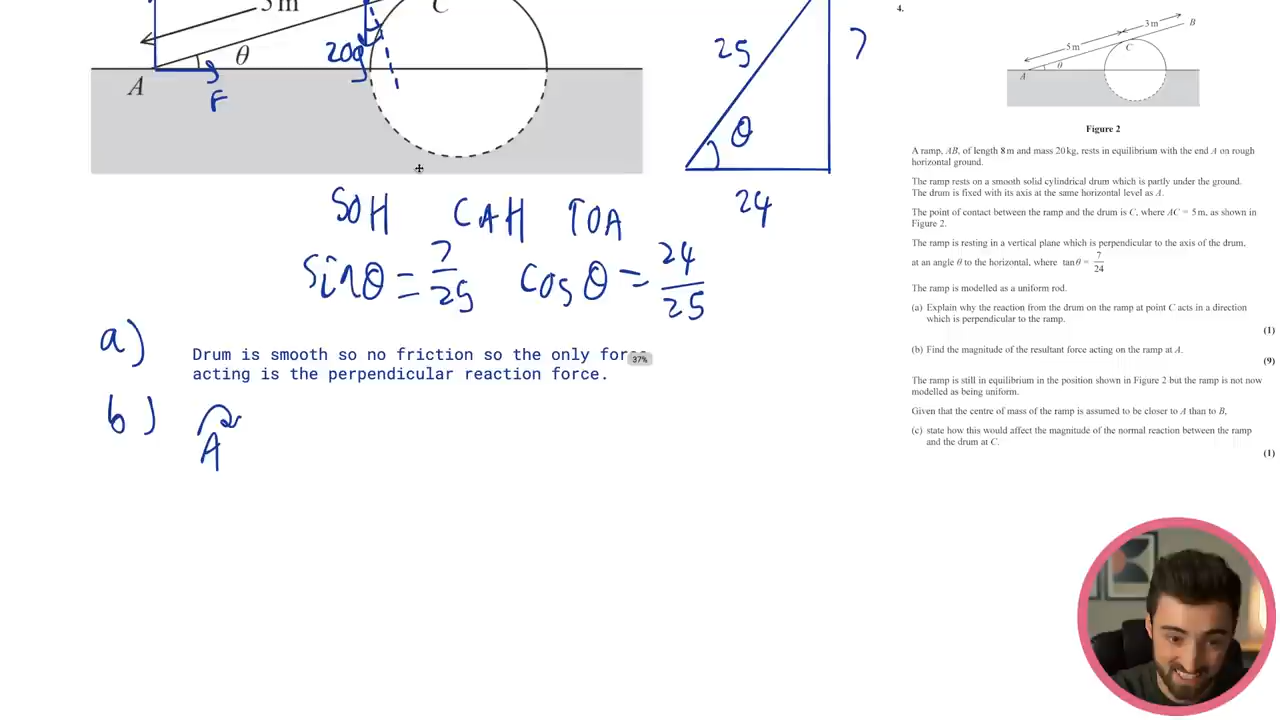 5 m
C
20g
θ
A
F
25
7
θ
24
SOH CAH TOA
sinθ = 7/25 cosθ = 24/25
a)
Drum is smooth so no friction so the only force
acting is the perpendicular reaction force.
37%
b)
A
4.
3 m
B
5 m
C
θ
A
Figure 2
A ramp, AB, of length 8 m and mass 20 kg, rests in equilibrium with the end A on rough
horizontal ground.
The ramp rests on a smooth solid cylindrical drum which is partly under the ground.
The drum is fixed with its axis at the same horizontal level as A.
The point of contact between the ramp and the drum is C, where AC = 5 m, as shown in
Figure 2.
The ramp is resting in a vertical plane which is perpendicular to the axis of the drum,
at an angle θ to the horizontal, where tan θ = 7/24
The ramp is modelled as a uniform rod.
(a) Explain why the reaction from the drum on the ramp at point C acts in a direction
which is perpendicular to the ramp.
(1)
(b) Find the magnitude of the resultant force acting on the ramp at A.
(9)
The ramp is still in equilibrium in the position shown in Figure 2 but the ramp is not now
modelled as being uniform.
Given that the centre of mass of the ramp is assumed to be closer to A than to B,
(c) state how this would affect the magnitude of the normal reaction between the ramp
and the drum at C.
(1)